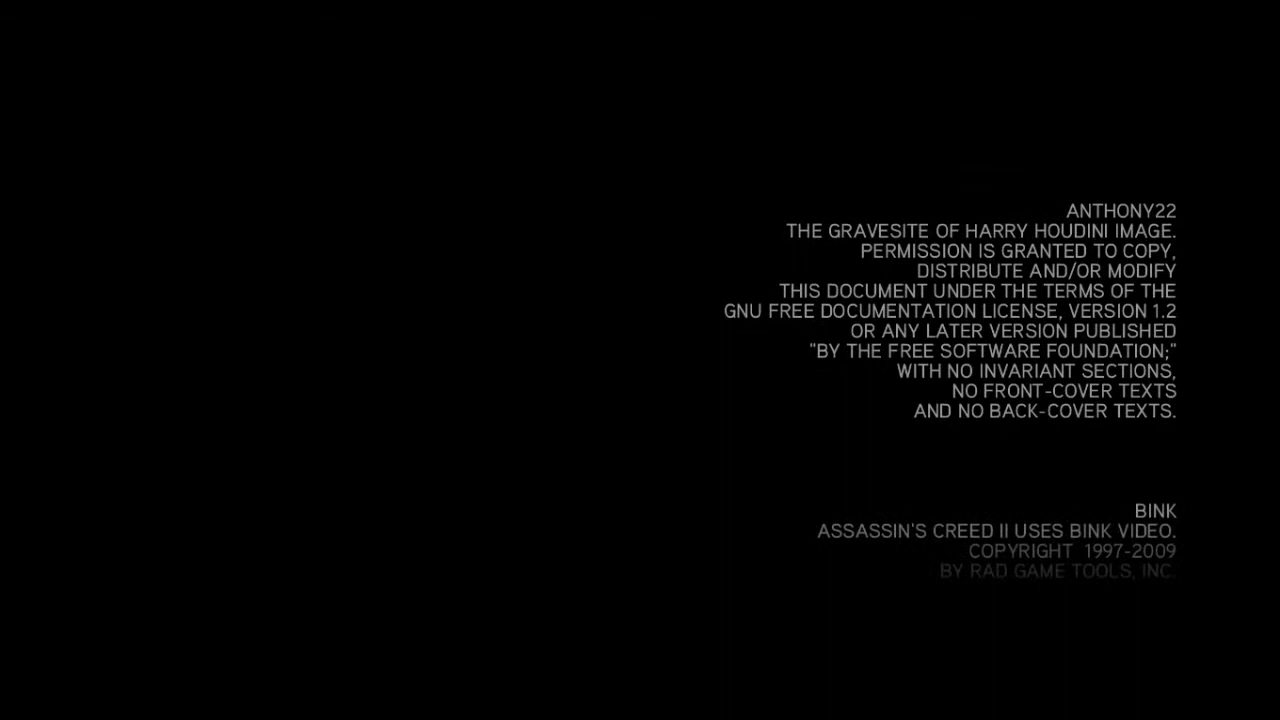 ANTHONY22
THE GRAVESITE OF HARRY HOUDINI IMAGE.
PERMISSION IS GRANTED TO COPY,
DISTRIBUTE AND/OR MODIFY
THIS DOCUMENT UNDER THE TERMS OF THE
GNU FREE DOCUMENTATION LICENSE, VERSION 1.2
OR ANY LATER VERSION PUBLISHED
"BY THE FREE SOFTWARE FOUNDATION;"
WITH NO INVARIANT SECTIONS,
NO FRONT-COVER TEXTS
AND NO BACK-COVER TEXTS.
BINK
ASSASSIN'S CREED II USES BINK VIDEO.
COPYRIGHT 1997-2009
BY RAD GAME TOOLS, INC.